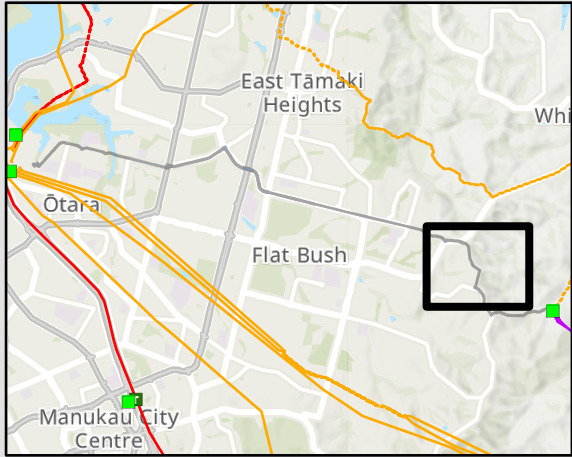 East Tāmaki
Heights
Whi
Ōtara
Flat Bush
Manukau City
Centre